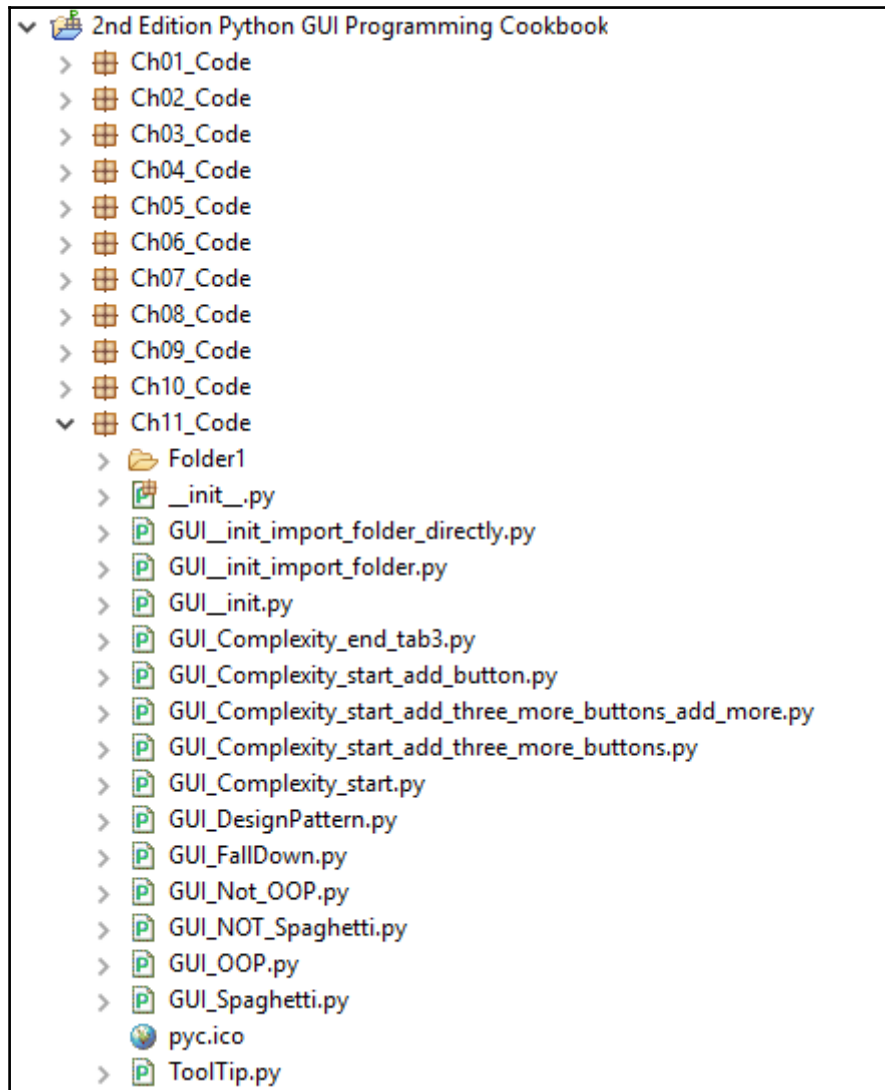 2nd Edition Python GUI Programming Cookbook
Ch01_Code
Ch02_Code
Ch03_Code
Ch04_Code
Ch05_Code
Ch06_Code
Ch07_Code
Ch08_Code
Ch09_Code
Ch10_Code
Ch11_Code
Folder1
__init__.py
GUI__init_import_folder_directly.py
GUI__init_import_folder.py
GUI__init.py
GUI_Complexity_end_tab3.py
GUI_Complexity_start_add_button.py
GUI_Complexity_start_add_three_more_buttons_add_more.py
GUI_Complexity_start_add_three_more_buttons.py
GUI_Complexity_start.py
GUI_DesignPattern.py
GUI_FallDown.py
GUI_Not_OOP.py
GUI_NOT_Spaghetti.py
GUI_OOP.py
GUI_Spaghetti.py
pyc.ico
ToolTip.py